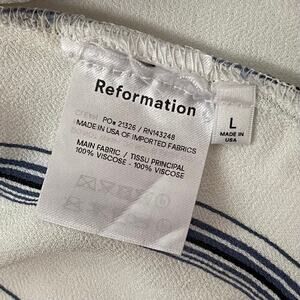 Reformation
PO# 21326 / RN143248
MADE IN USA OF IMPORTED FABRICS
MAIN FABRIC / TISSU PRINCIPAL
100% VISCOSE - 100% VISCOSE
L
MADE IN
USA